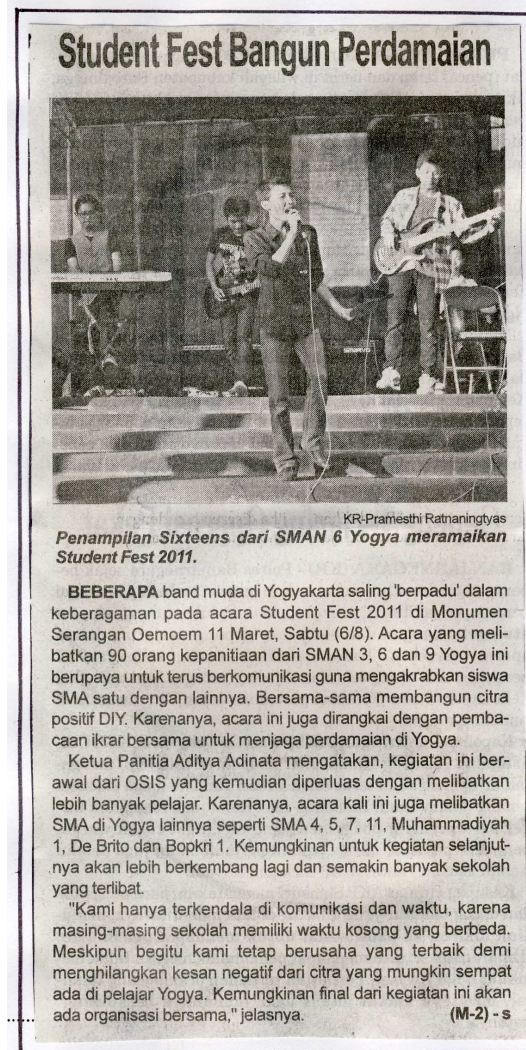 Student Fest Bangun Perdamaian
KR-Pramesthi Ratnaningtyas
Penampilan Sixteens dari SMAN 6 Yogya meramaikan
Student Fest 2011.
BEBERAPA band muda di Yogyakarta saling 'berpadu' dalam
keberagaman pada acara Student Fest 2011 di Monumen
Serangan Oemoem 11 Maret, Sabtu (6/8). Acara yang meli-
batkan 90 orang kepanitiaan dari SMAN 3, 6 dan 9 Yogya ini
berupaya untuk terus berkomunikasi guna mengakrabkan siswa
SMA satu dengan lainnya. Bersama-sama membangun citra
positif DIY. Karenanya, acara ini juga dirangkai dengan pemba-
caan ikrar bersama untuk menjaga perdamaian di Yogya.
Ketua Panitia Aditya Adinata mengatakan, kegiatan ini ber-
awal dari OSIS yang kemudian diperluas dengan melibatkan
lebih banyak pelajar. Karenanya, acara kali ini juga melibatkan
SMA di Yogya lainnya seperti SMA 4, 5, 7, 11, Muhammadiyah
1, De Brito dan Bopkri 1. Kemungkinan untuk kegiatan selanjut-
nya akan lebih berkembang lagi dan semakin banyak sekolah
yang terlibat.
"Kami hanya terkendala di komunikasi dan waktu, karena
masing-masing sekolah memiliki waktu kosong yang berbeda.
Meskipun begitu kami tetap berusaha yang terbaik demi
menghilangkan kesan negatif dari citra yang mungkin sempat
ada di pelajar Yogya. Kemungkinan final dari kegiatan ini akan
ada organisasi bersama," jelasnya. (M-2) - s